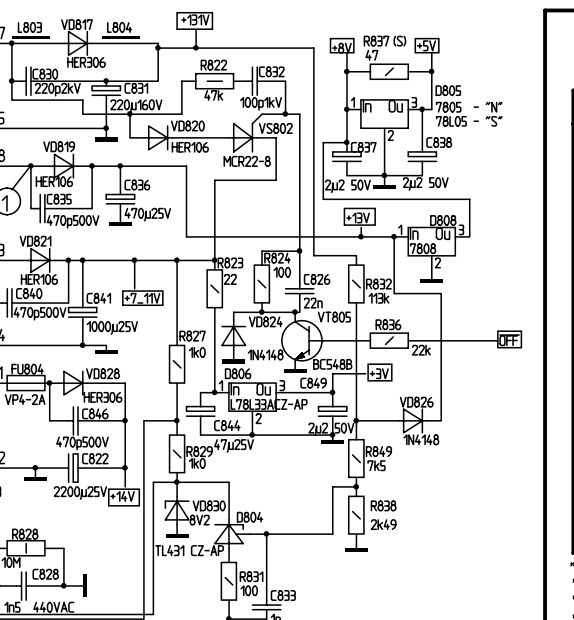 L803 VD817 L804
HER306
+131V
C830
220p2kV
C831
220µ160V
R822
47k
C832
100p1kV
VD820
HER106
VS802
MCR22-8
+8V
R837 (S)
47
+5V
D805
7805 - "N"
78L05 - "S"
1 In Ou 3
2
C837
2µ2 50V
C838
2µ2 50V
VD819
HER106
C835
470p500V
C836
470µ25V
1
+13V
D808
1 In Ou 3
7808
2
VD821
HER106
C840
470p500V
C841
1000µ25V
+7_11V
R823
22
R824
100
C826
22n
R832
113k
VD824
1N4148
VT805
BC548B
R836
22k
OFF
R827
1k0
FU804
VP4-2A
VD828
HER306
D806
1 In Ou 3
L78L33ACZ-AP
2
C849
2µ2 50V
+3V
VD826
1N4148
C846
470p500V
C844
47µ25V
R829
1k0
R849
7k5
C822
2200µ25V
+14V
VD830
8V2
D804
TL431 CZ-AP
R838
2k49
R828
10M
C828
1n5 440VAC
R831
100
C833